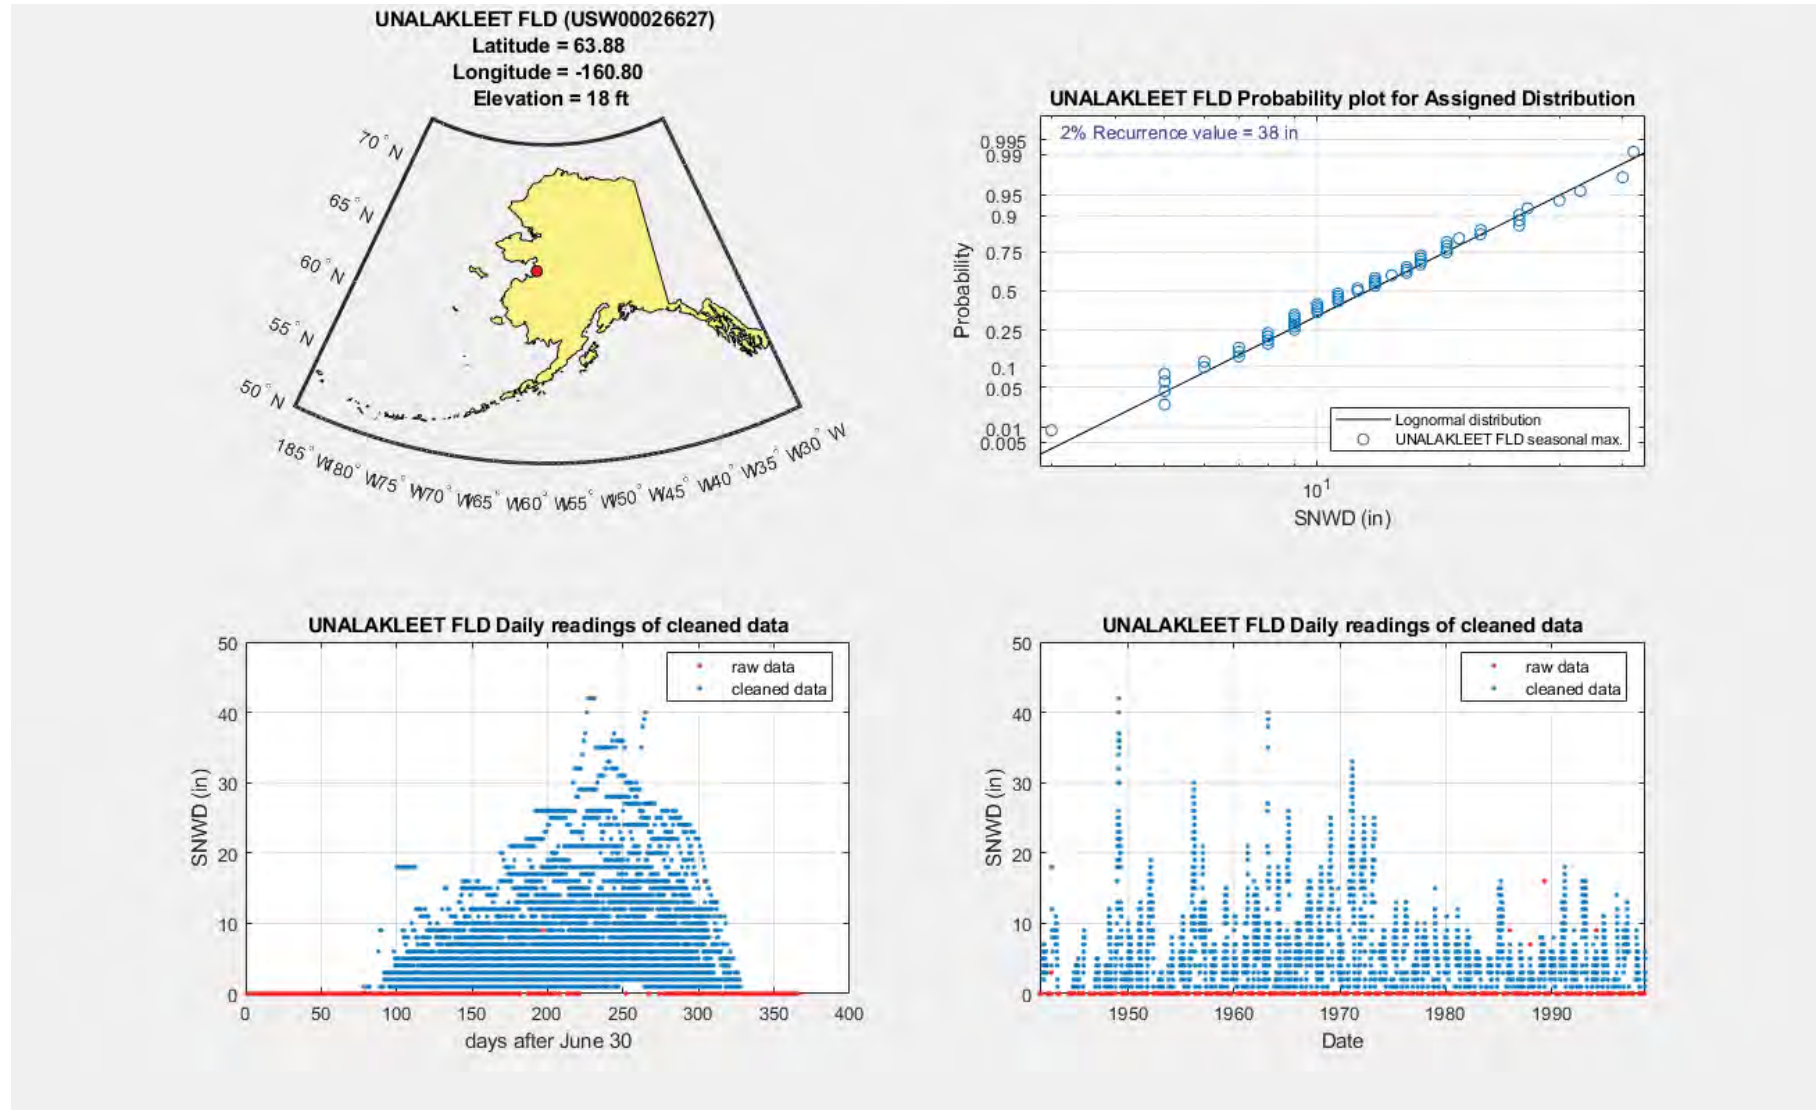 UNALAKLEET FLD (USW00026627)
Latitude = 63.88
Longitude = -160.80
Elevation = 18 ft
70° N
65° N
60° N
55° N
50° N
185° W 180° W 175° W 170° W 165° W 160° W 155° W 150° W 145° W 140° W 135° W 130° W
UNALAKLEET FLD Probability plot for Assigned Distribution
2% Recurrence value = 38 in
0.995
0.99
0.95
0.9
0.75
0.5
0.25
0.1
0.05
0.01
0.005
Probability
Lognormal distribution
UNALAKLEET FLD seasonal max.
10^1
SNWD (in)
UNALAKLEET FLD Daily readings of cleaned data
raw data
cleaned data
50
40
30
20
10
0
SNWD (in)
0 50 100 150 200 250 300 350 400
days after June 30
UNALAKLEET FLD Daily readings of cleaned data
raw data
cleaned data
50
40
30
20
10
0
SNWD (in)
1950 1960 1970 1980 1990
Date